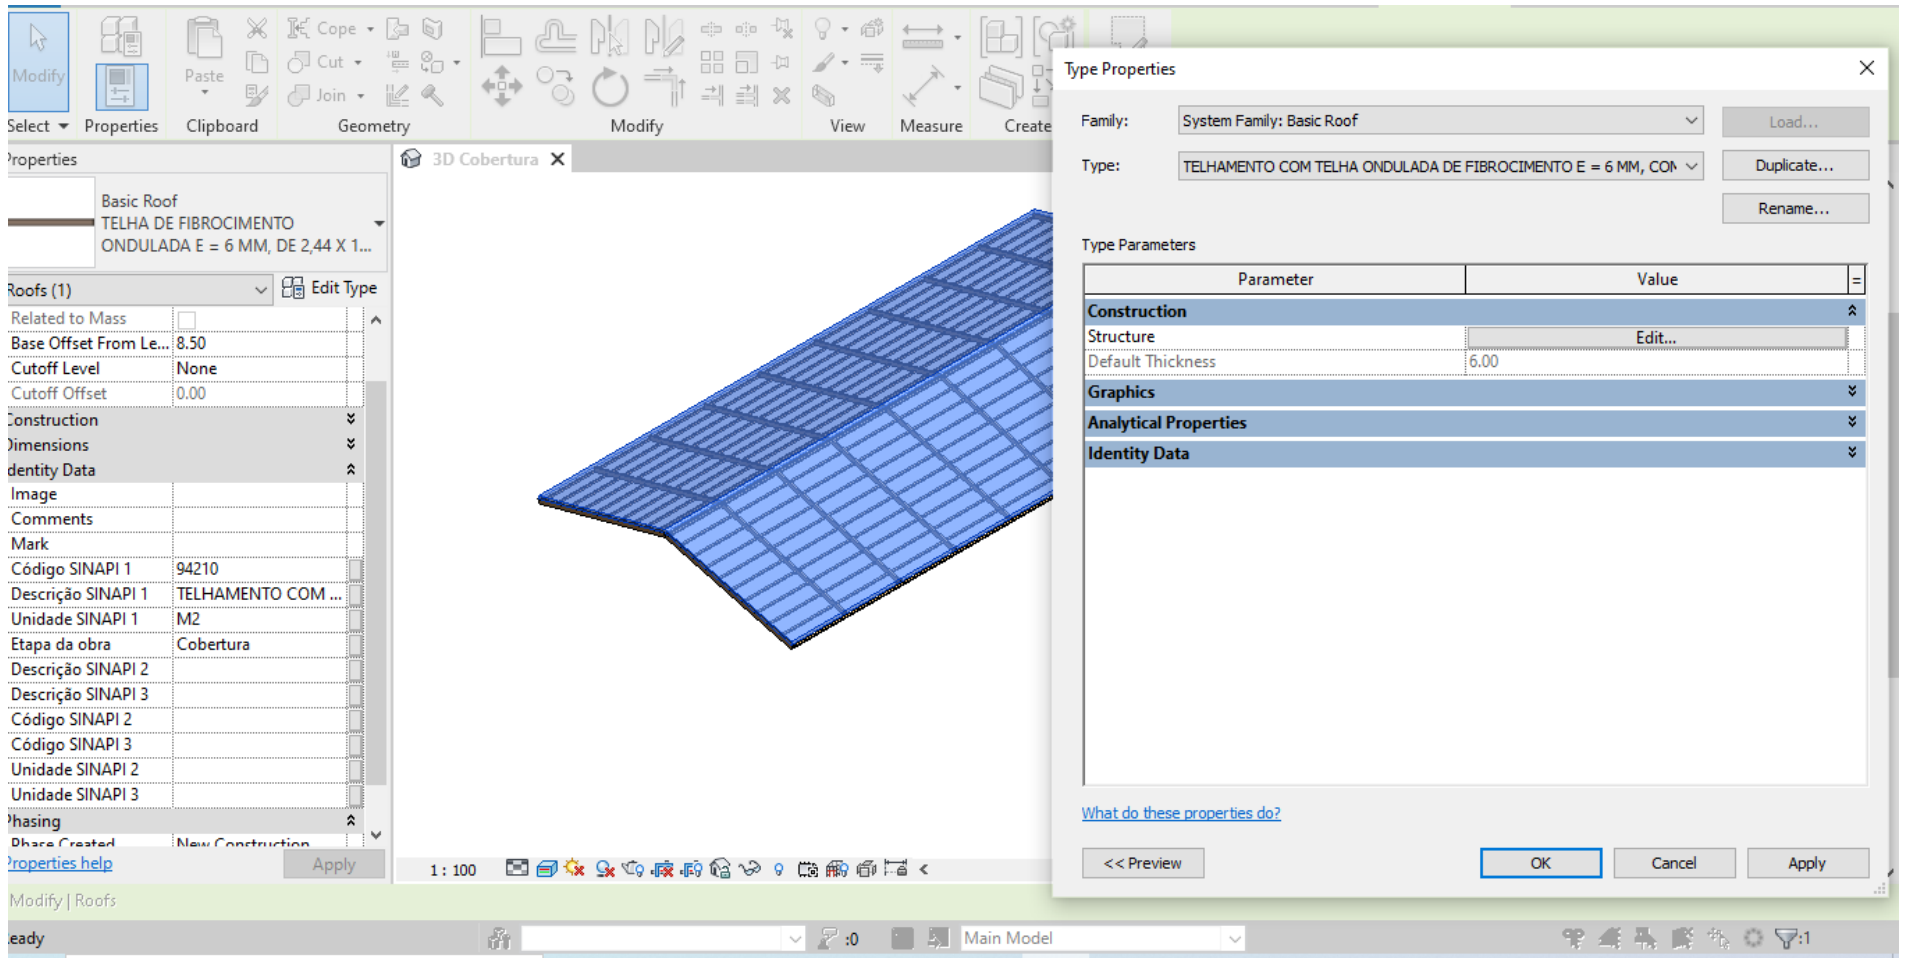 Modify
Select
Properties
Paste
Clipboard
Cope
Cut
Join
Geometry
Modify
View
Measure
Create
Properties
Basic Roof
TELHA DE FIBROCIMENTO
ONDULADA E = 6 MM, DE 2,44 X 1...
Roofs (1)
Edit Type
Related to Mass
Base Offset From Le... 8.50
Cutoff Level None
Cutoff Offset 0.00
Construction
Dimensions
Identity Data
Image
Comments
Mark
Código SINAPI 1 94210
Descrição SINAPI 1 TELHAMENTO COM ...
Unidade SINAPI 1 M2
Etapa da obra Cobertura
Descrição SINAPI 2
Descrição SINAPI 3
Código SINAPI 2
Código SINAPI 3
Unidade SINAPI 2
Unidade SINAPI 3
Phasing
Phase Created New Construction
Properties help
Apply
3D Cobertura
1 : 100
Type Properties
Family: System Family: Basic Roof
Load...
Type: TELHAMENTO COM TELHA ONDULADA DE FIBROCIMENTO E = 6 MM, CON
Duplicate...
Rename...
Type Parameters
Parameter Value =
Construction
Structure Edit...
Default Thickness 6.00
Graphics
Analytical Properties
Identity Data
What do these properties do?
<< Preview
OK
Cancel
Apply
Modify | Roofs
Ready
:0
Main Model
:1